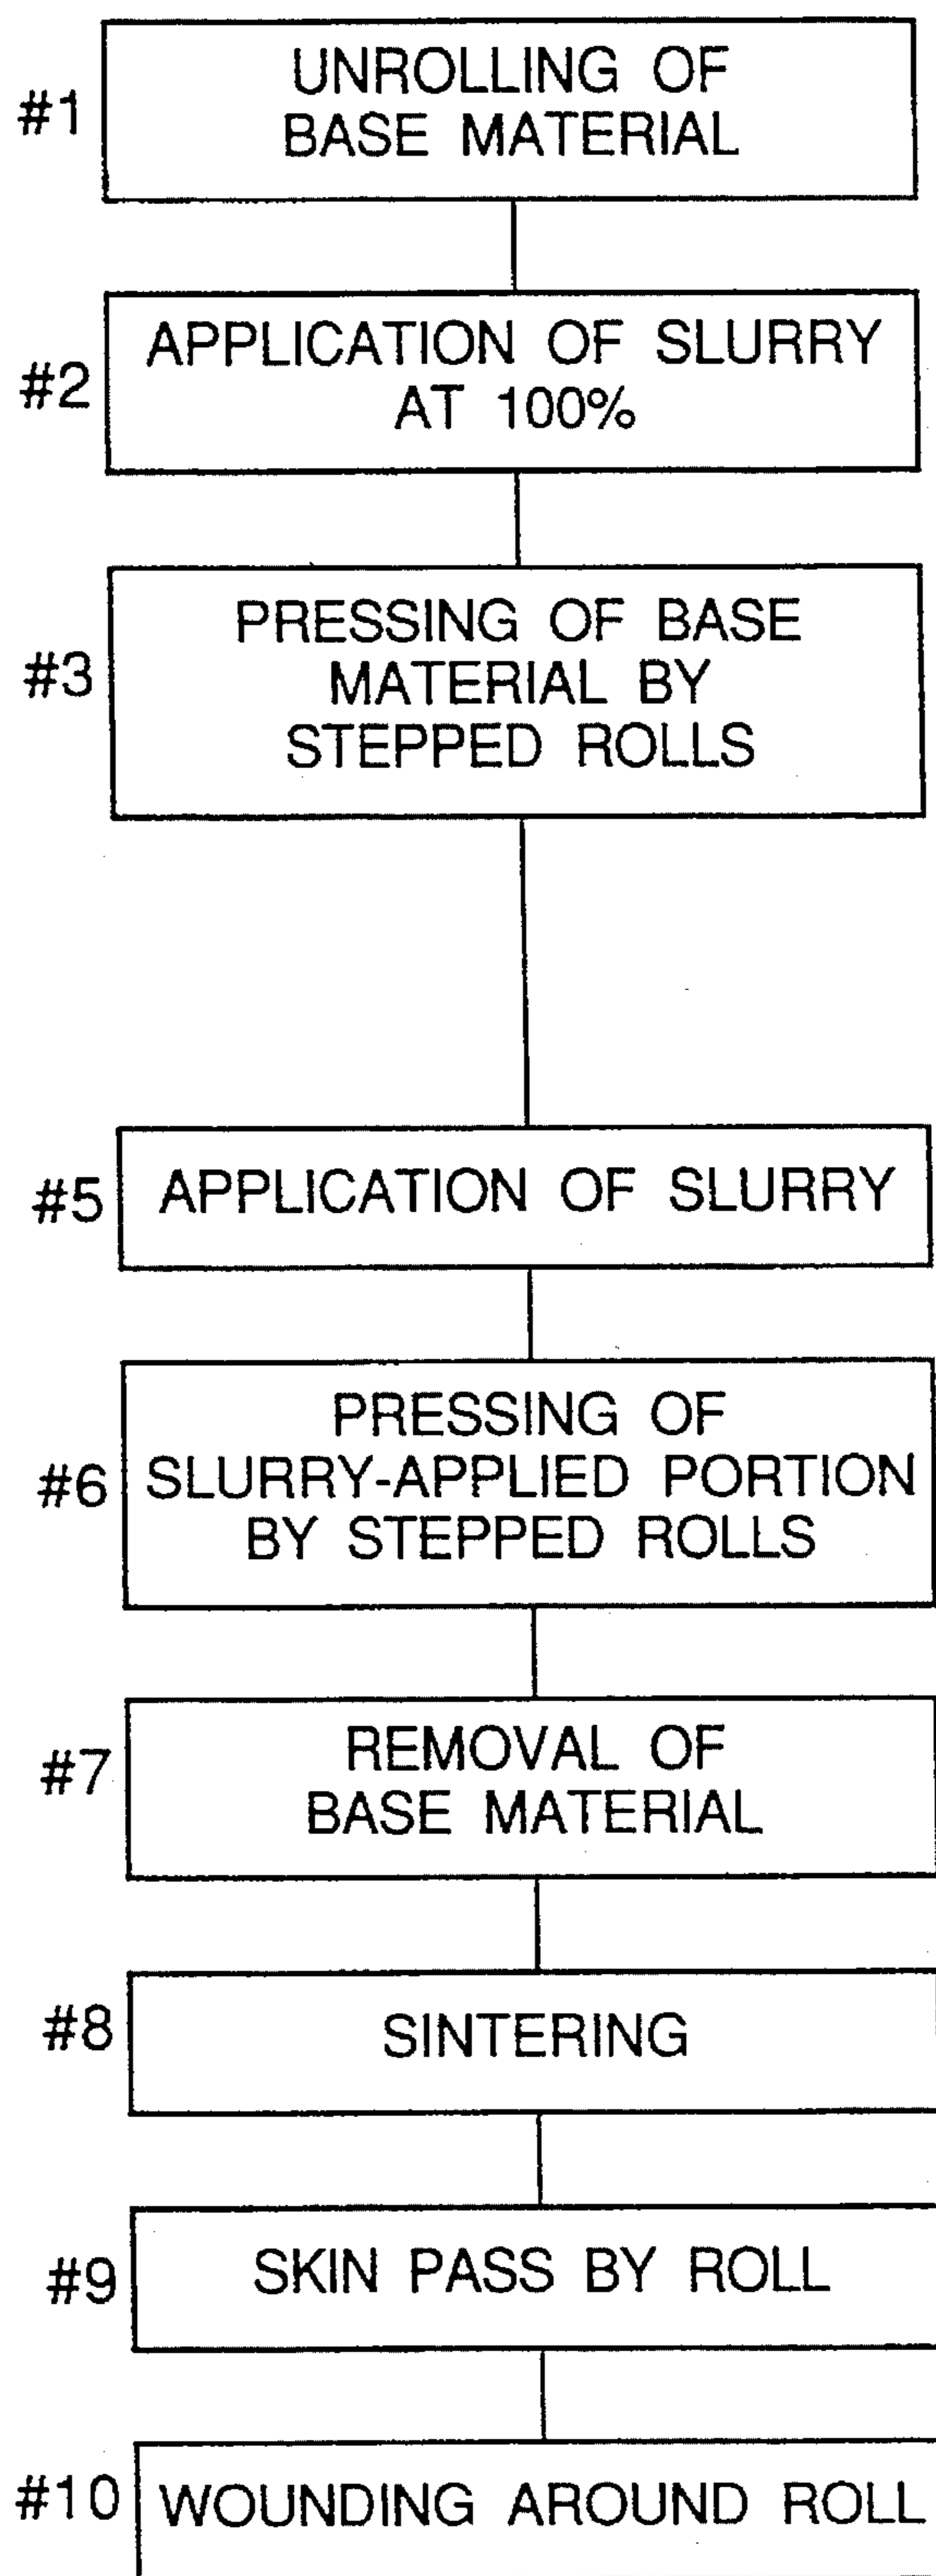 #1
UNROLLING OF
BASE MATERIAL
#2
APPLICATION OF SLURRY
AT 100%
#3
PRESSING OF BASE
MATERIAL BY
STEPPED ROLLS
#5
APPLICATION OF SLURRY
#6
PRESSING OF
SLURRY-APPLIED PORTION
BY STEPPED ROLLS
#7
REMOVAL OF
BASE MATERIAL
#8
SINTERING
#9
SKIN PASS BY ROLL
#10
WOUNDING AROUND ROLL